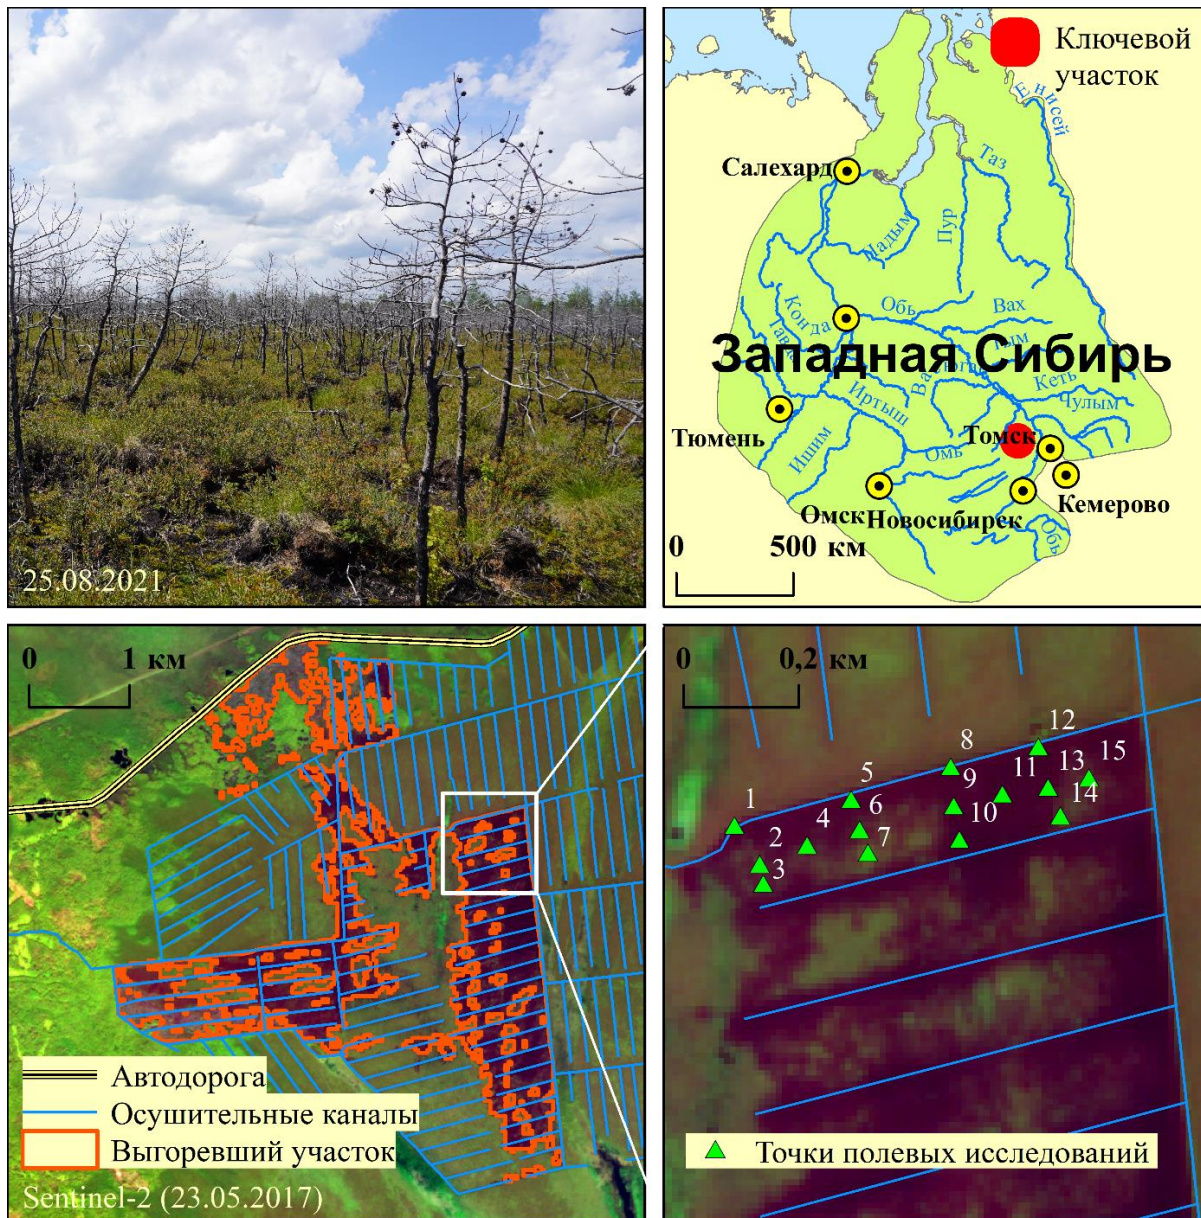 25.08.2021
Ключевой
участок
Енисей
Салехард
Таз
Надым
Пур
Обь
Вах
Конда
Тавда
Западная Сибирь
Кеть
Чулым
Иртыш
Тюмень
Ишим
Томск
Омь
Кемерово
Омск
Новосибирск
Обь
0 500 км
0 1 км
Автодорога
Осушительные каналы
Выгоревший участок
Sentinel-2 (23.05.2017)
0 0,2 км
12
8
15
5
9
11
13
1
6
10
14
4
2
7
3
Точки полевых исследований